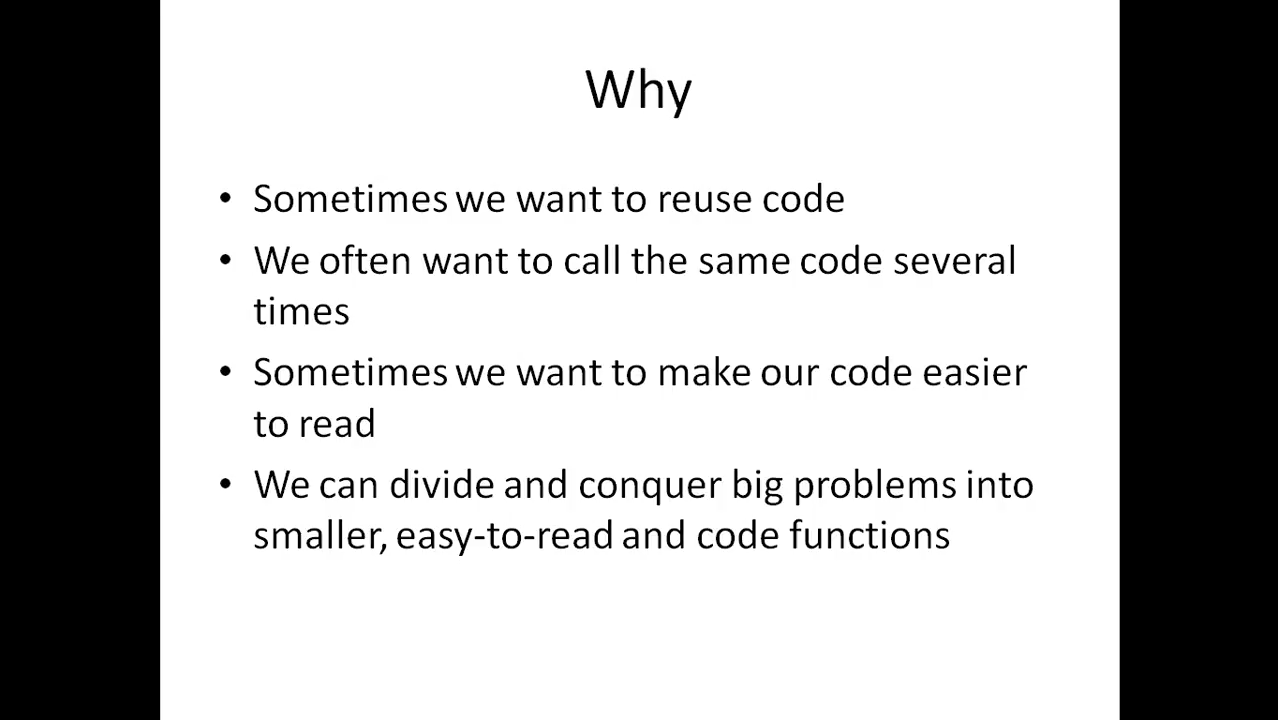 Why
• Sometimes we want to reuse code
• We often want to call the same code several
times
• Sometimes we want to make our code easier
to read
• We can divide and conquer big problems into
smaller, easy-to-read and code functions